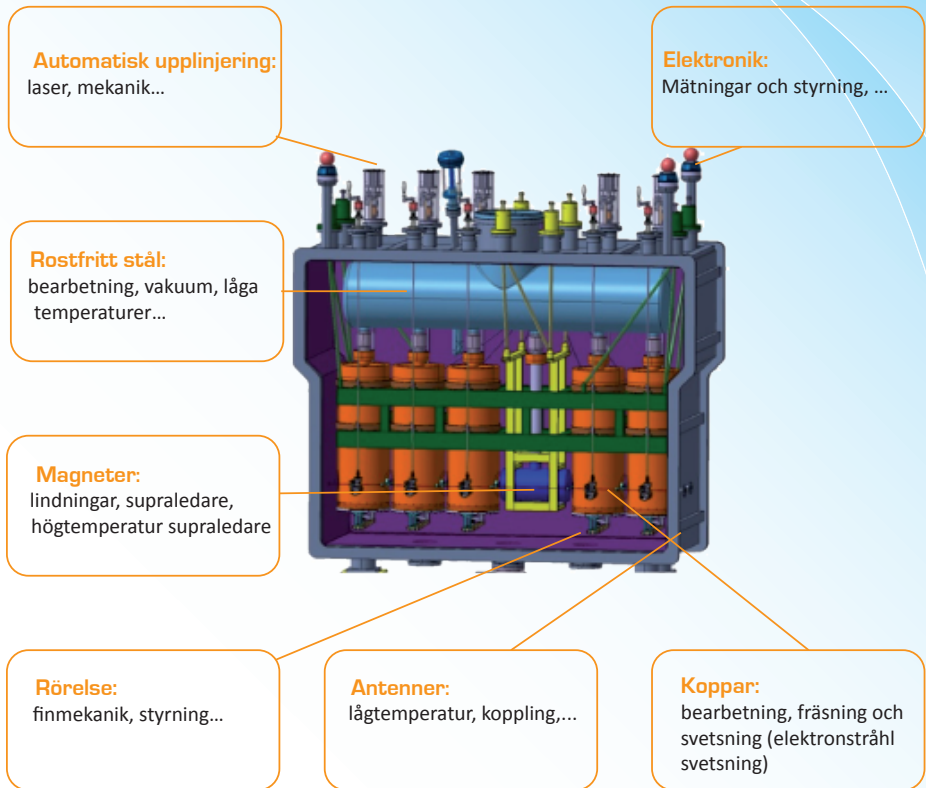 Automatisk upplinjering:
laser, mekanik...
Elektronik:
Mätningar och styrning, ...
Rostfritt stål:
bearbetning, vakuum, låga
temperaturer...
Magneter:
lindningar, supraledare,
högtemperatur supraledare
Rörelse:
finmekanik, styrning...
Antenner:
lågtemperatur, koppling,...
Koppar:
bearbetning, fräsning och
svetsning (elektronstråhl
svetsning)